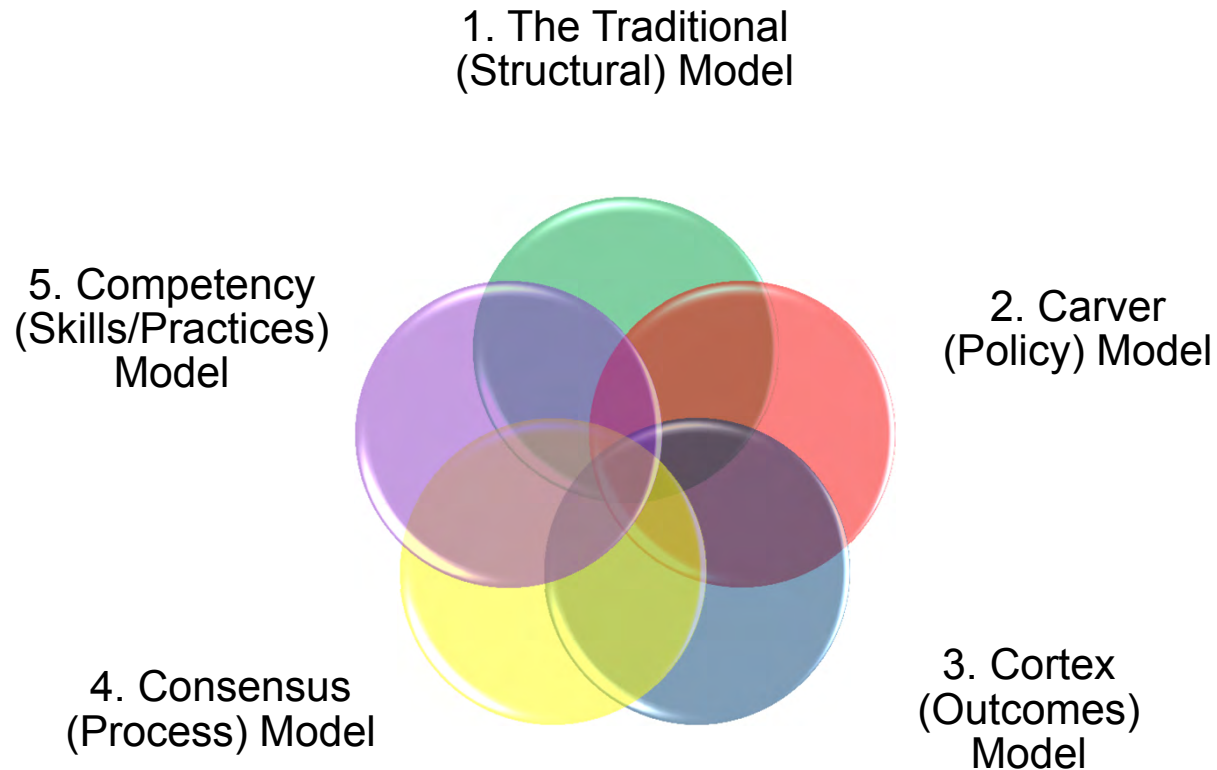 1. The Traditional
(Structural) Model
2. Carver
(Policy) Model
3. Cortex
(Outcomes)
Model
4. Consensus
(Process) Model
5. Competency
(Skills/Practices)
Model